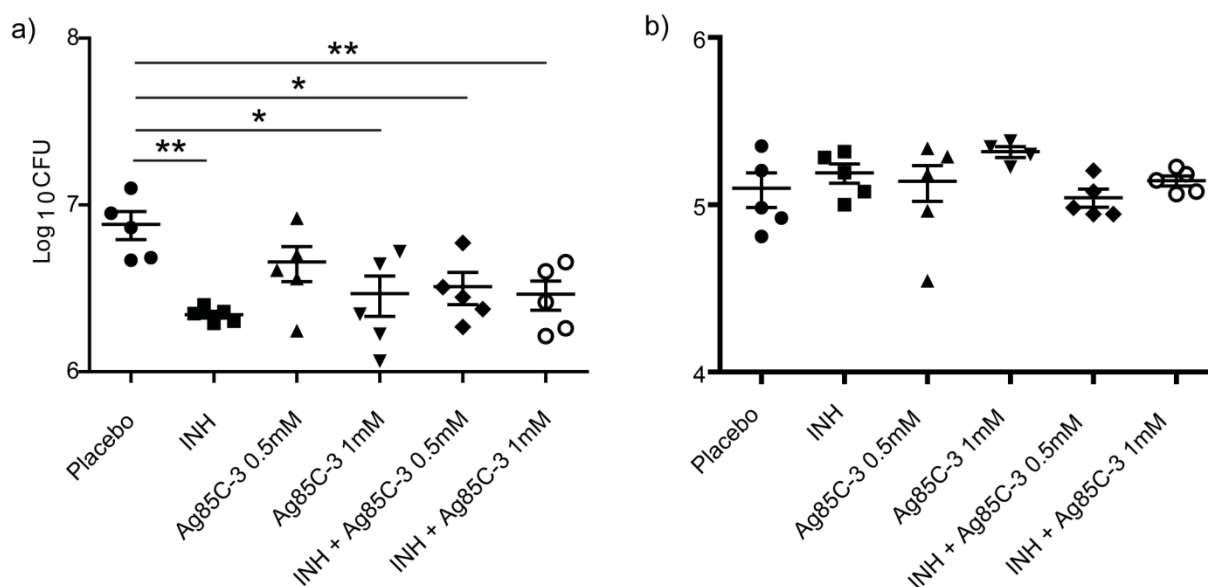 a)
8
**
*
*
**
7
6
Log10CFU
Placebo
INH
Ag85C-3 0.5mM
Ag85C-3 1mM
INH + Ag85C-3 0.5mM
INH + Ag85C-3 1mM
b)
6
5
4
Placebo
INH
Ag85C-3 0.5mM
Ag85C-3 1mM
INH + Ag85C-3 0.5mM
INH + Ag85C-3 1mM